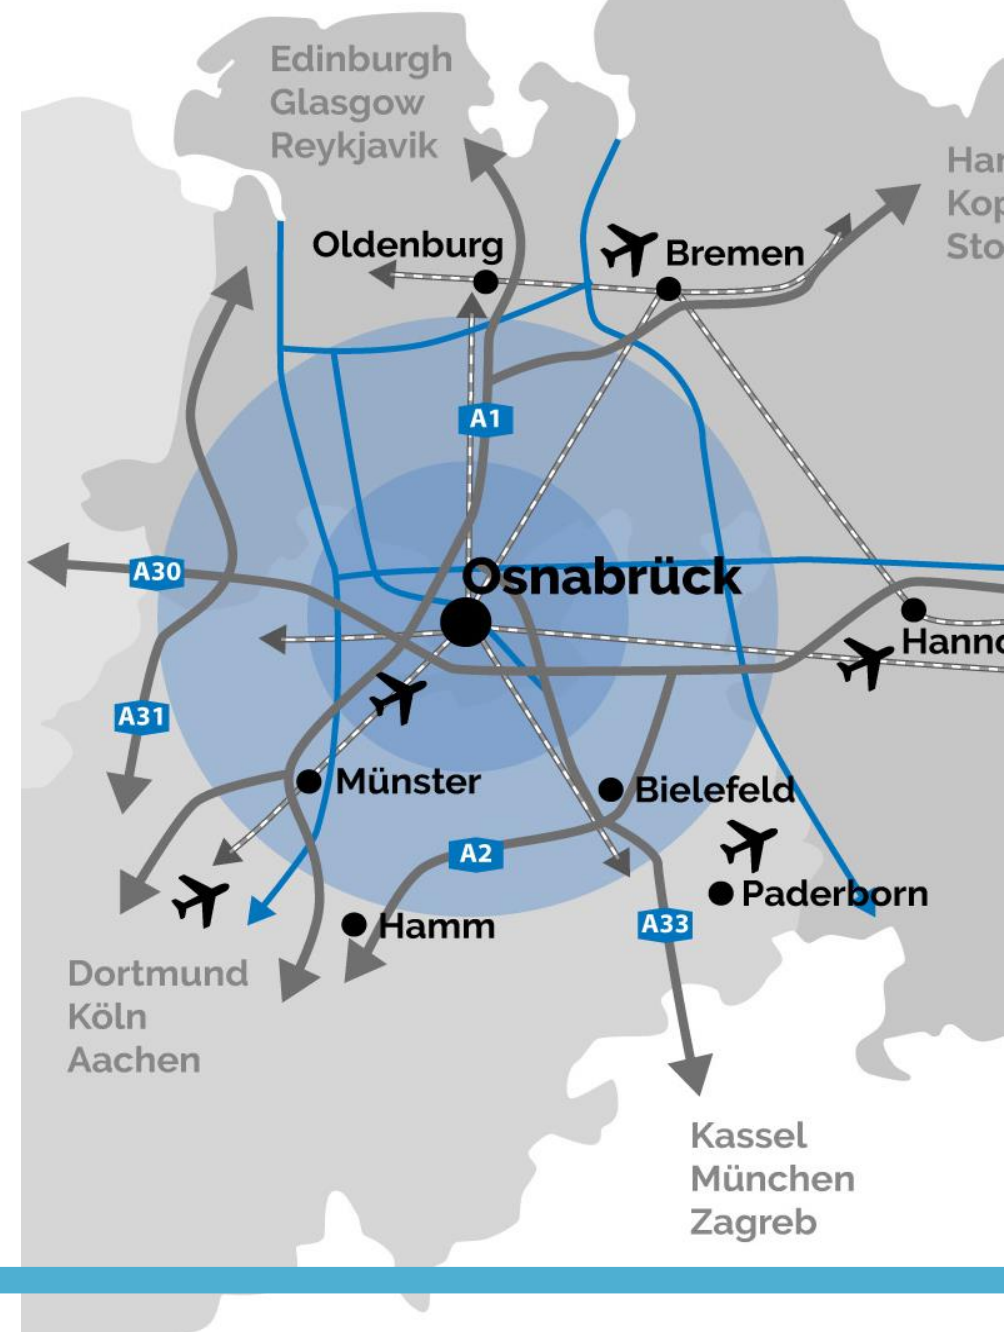 Edinburgh
Glasgow
Reykjavik
Oldenburg
Bremen
A1
A30
Osnabrück
A31
Münster
Bielefeld
A2
Paderborn
A33
Hamm
Dortmund
Köln
Aachen
Kassel
München
Zagreb